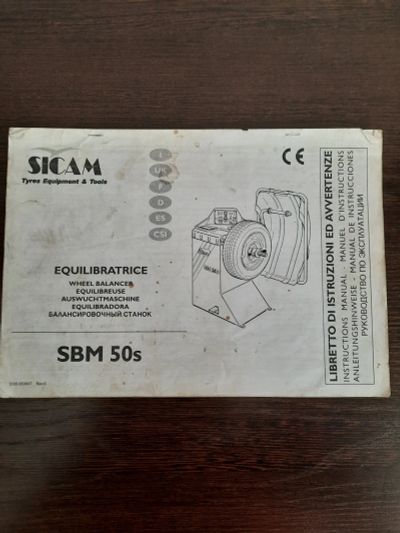 SICAM
Tyres Equipment & Tools
I
UK
F
D
ES
CSI
CE
EQUILIBRATRICE
WHEEL BALANCER
EQUILIBREUSE
AUSWUCHTMASCHINE
EQUILIBRADORA
БАЛАНСИРОВОЧНЫЙ СТАНОК
SBM 50s
LIBRETTO DI ISTRUZIONI ED AVVERTENZE
INSTRUCTIONS MANUAL - MANUEL D'INSTRUCTIONS
ANLEITUNGSHINWEISE - MANUAL DE INSTRUCCIONES
РУКОВОДСТВО ПО ЭКСПЛУАТАЦИИ